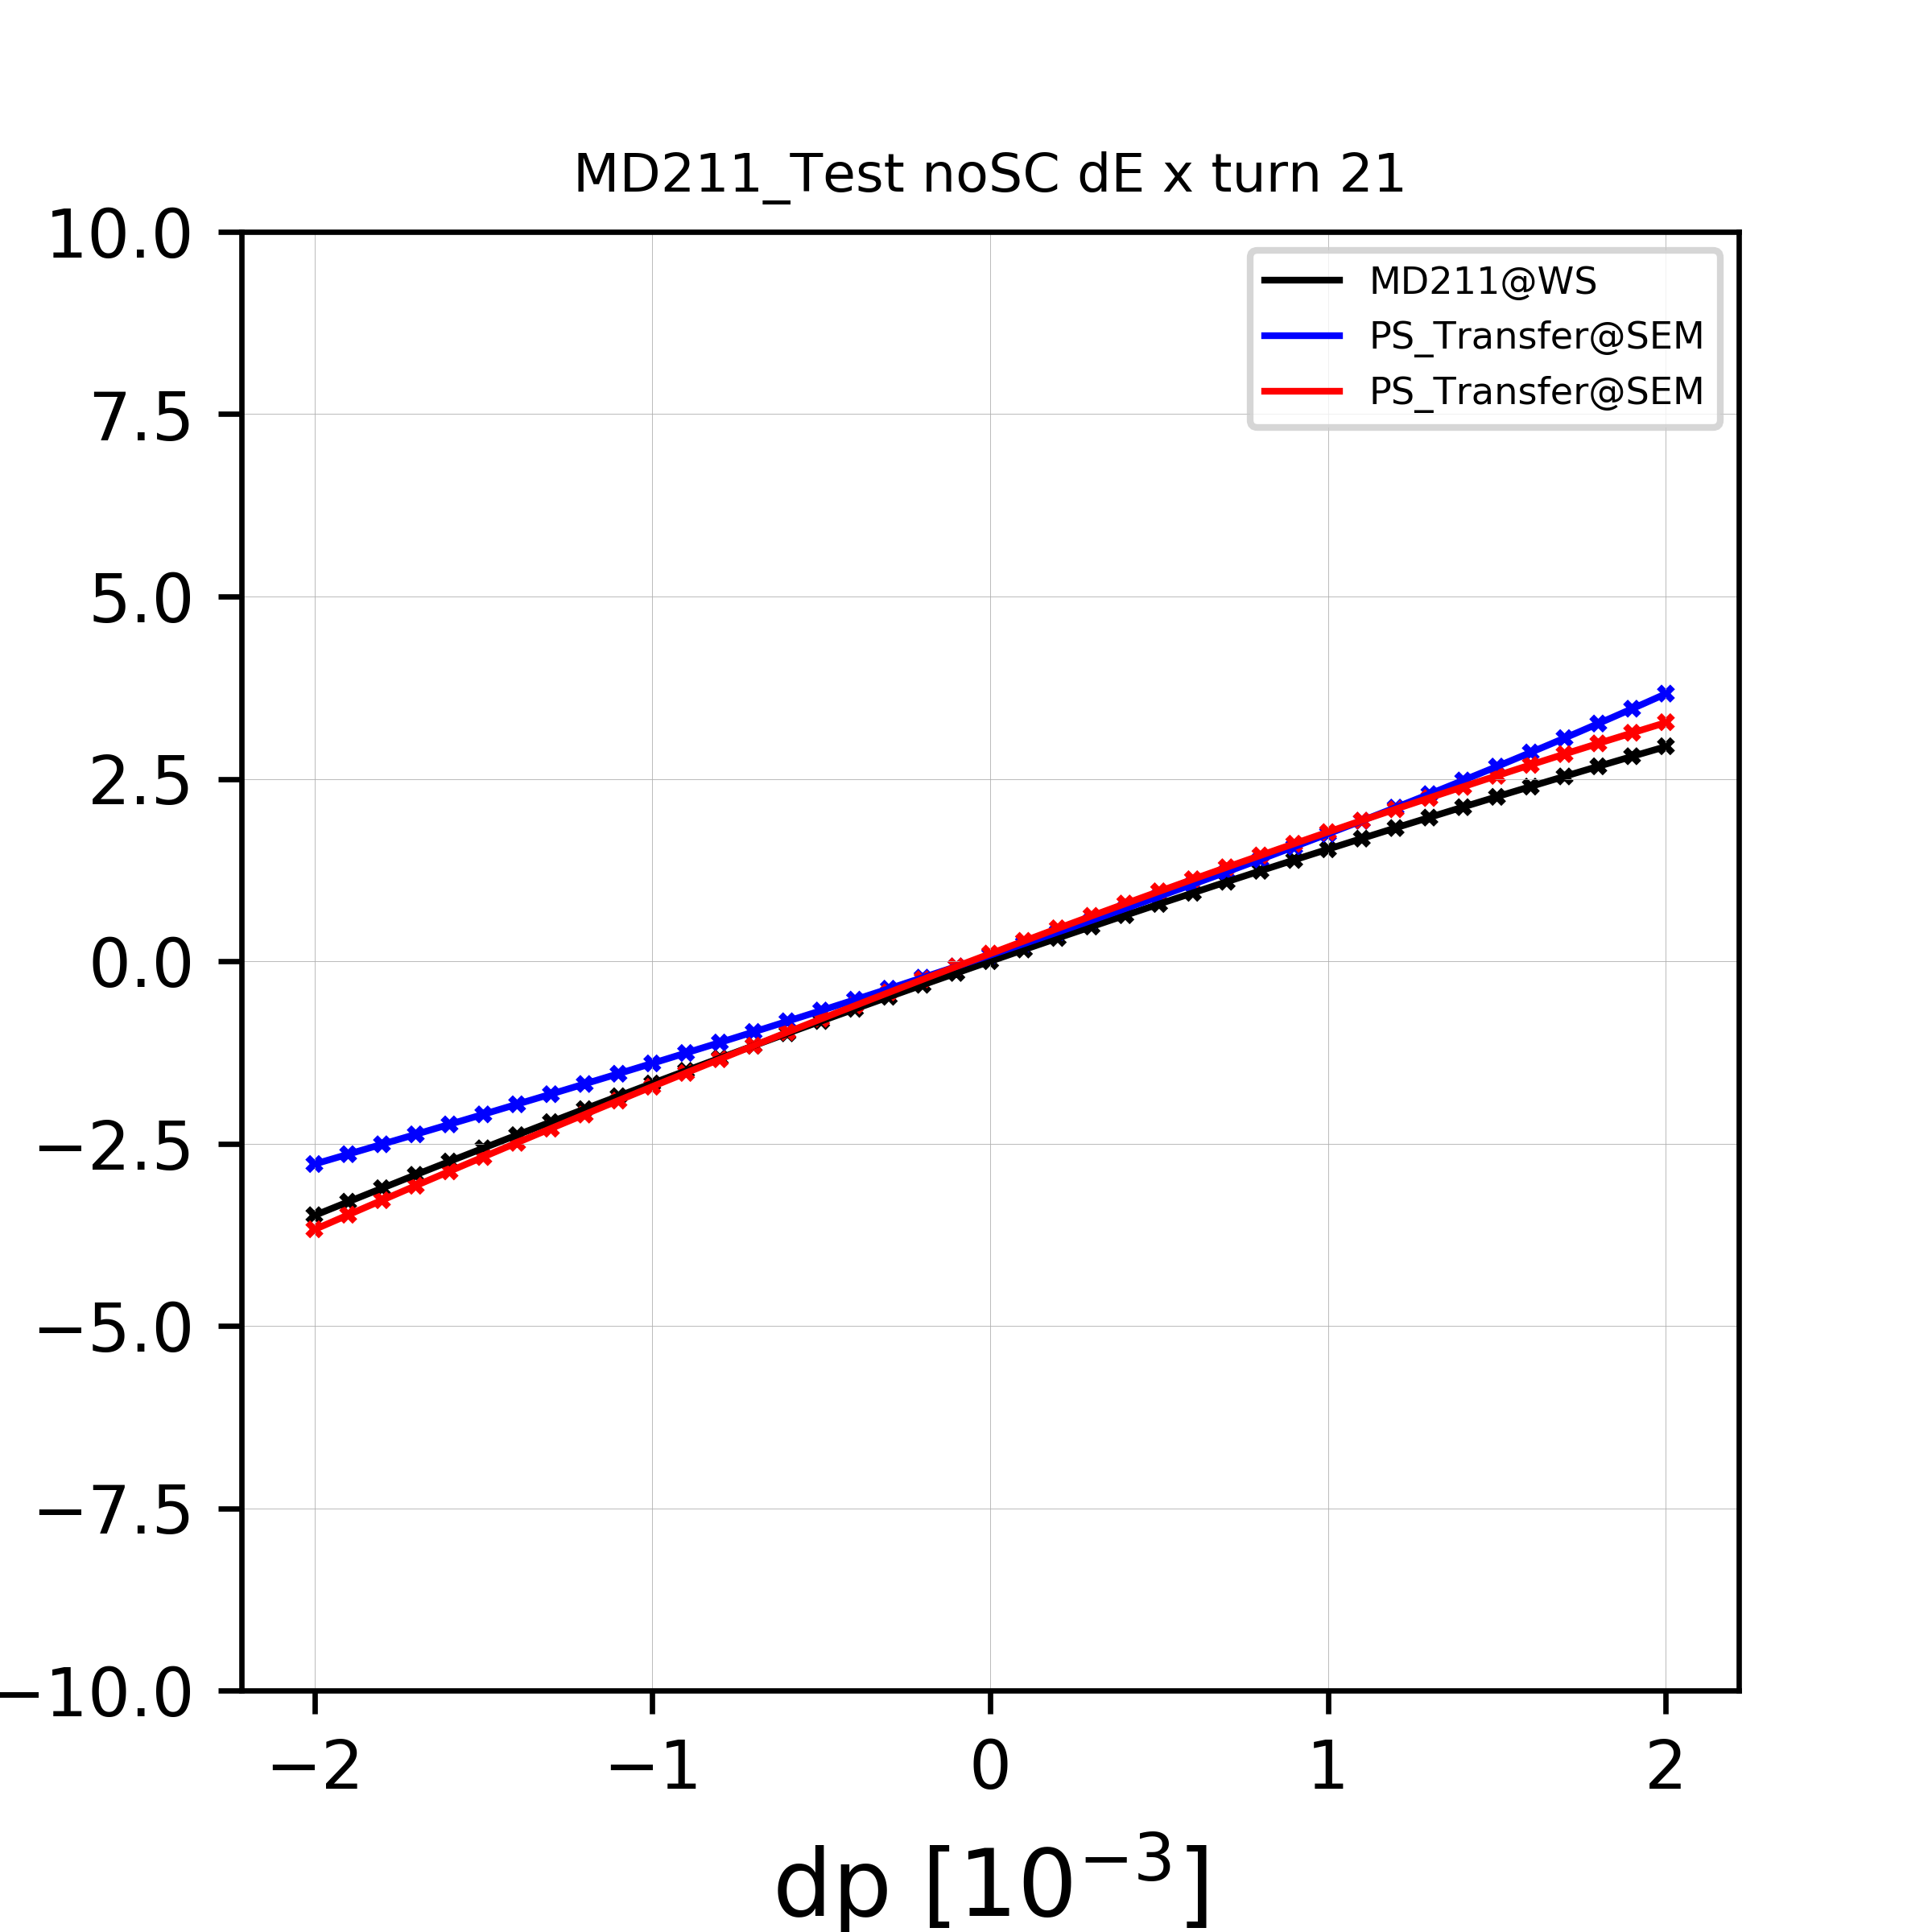 MD211_Test noSC dE x turn 21
10.0
7.5
5.0
2.5
0.0
−2.5
−5.0
−7.5
−10.0
MD211@WS
PS_Transfer@SEM
PS_Transfer@SEM
−2 −1 0 1 2
dp [10⁻³]